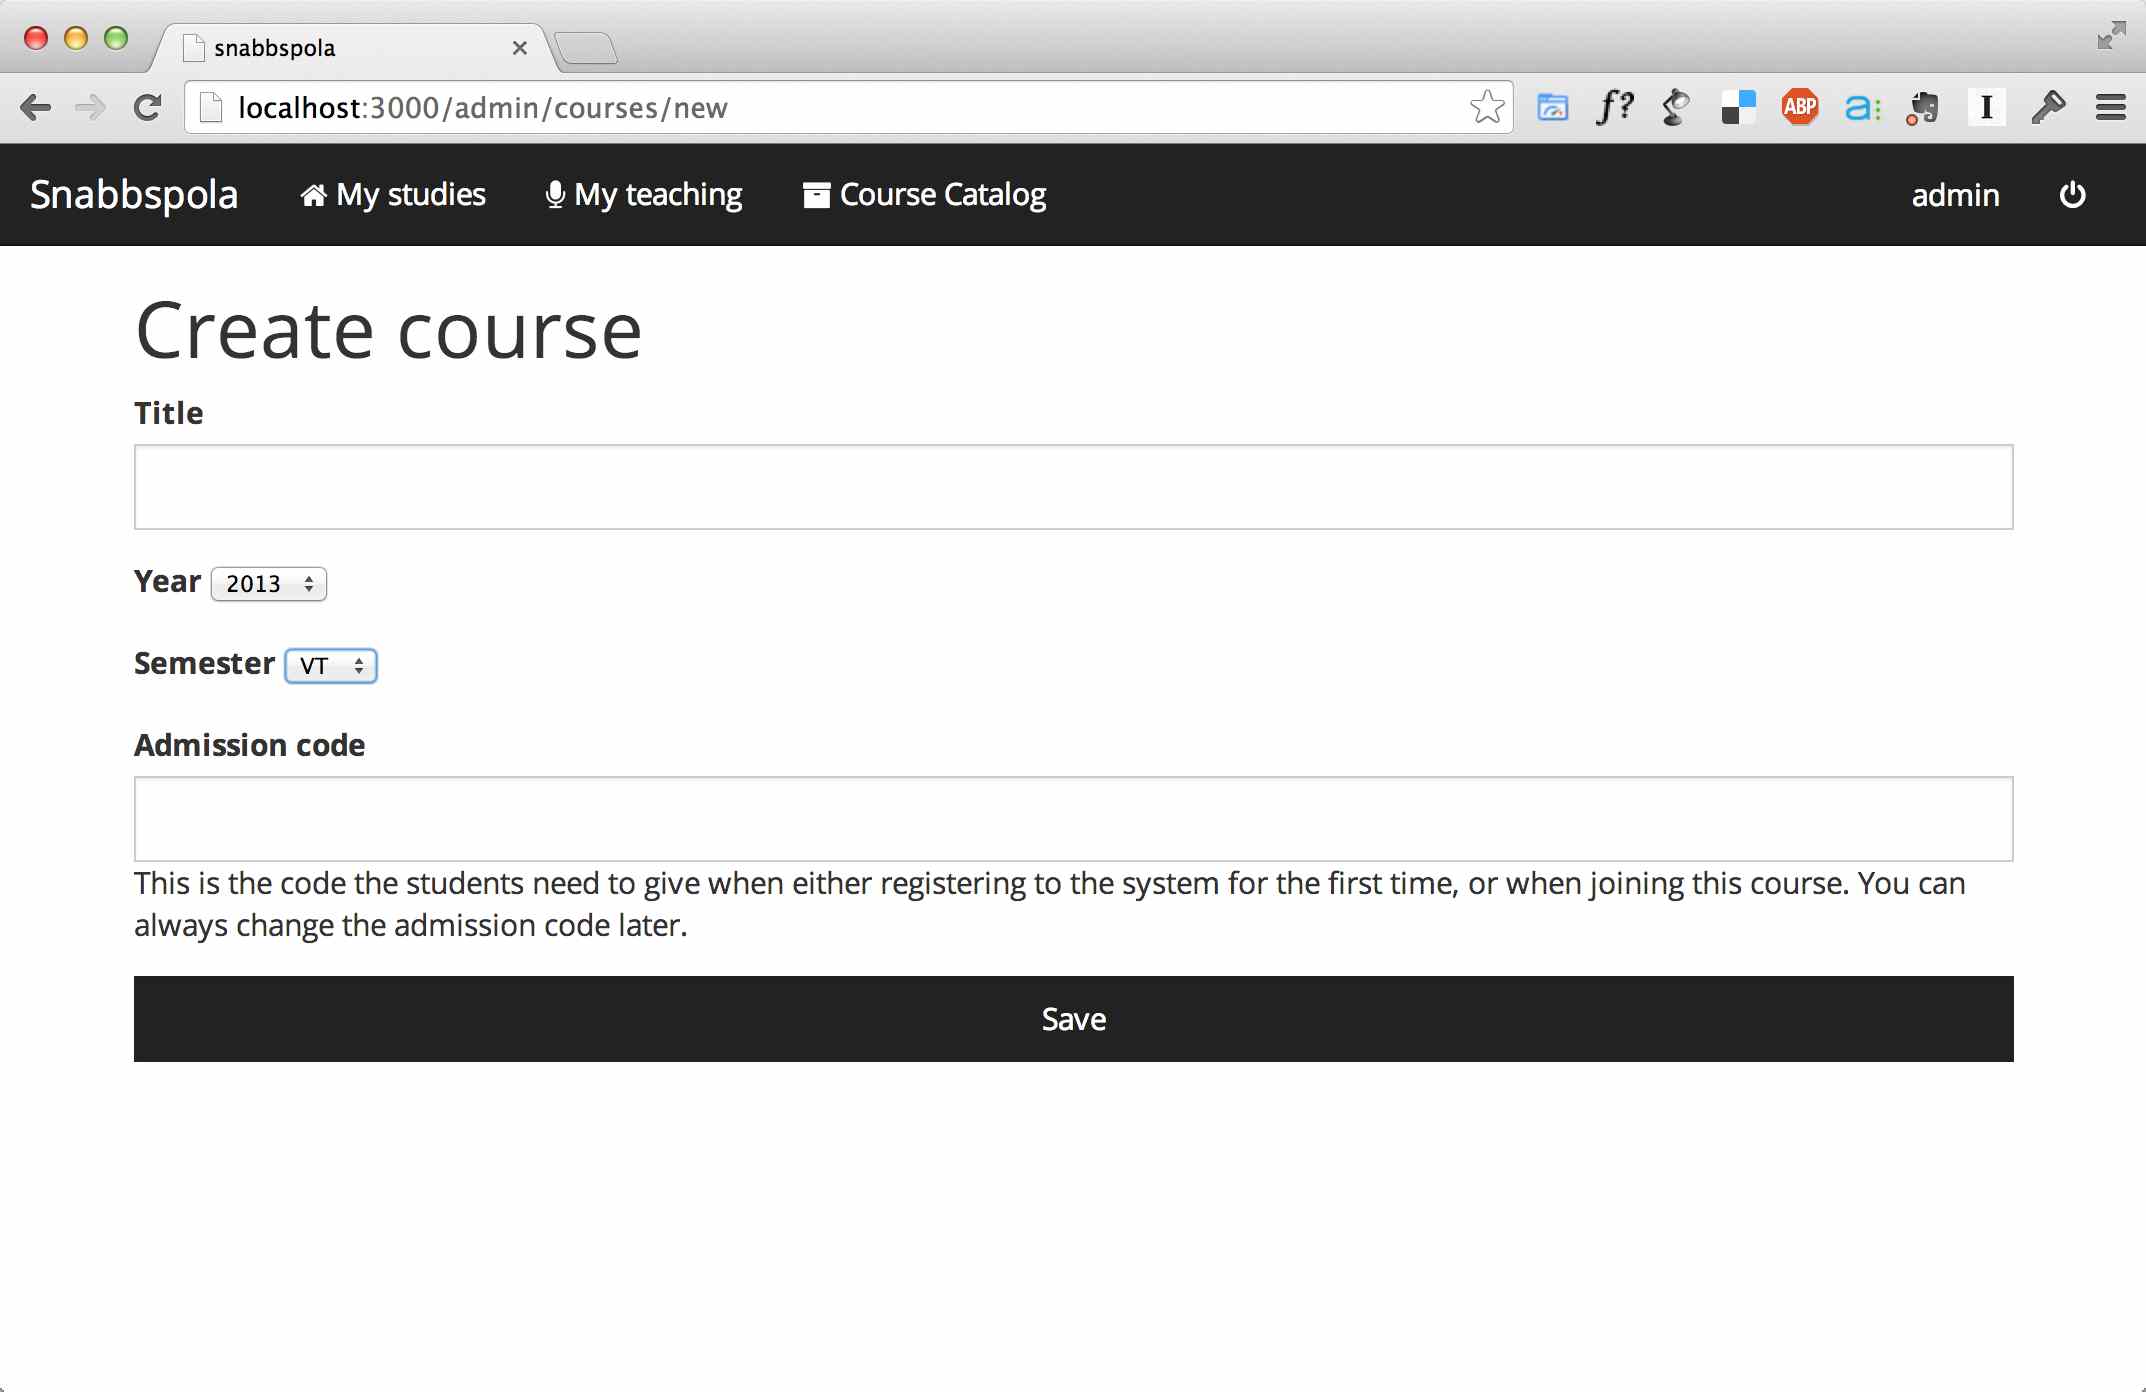 snabbspola
localhost:3000/admin/courses/new
f?
ABP
a:
I
Snabbspola My studies My teaching Course Catalog admin
Create course
Title
Year 2013
Semester VT
Admission code
This is the code the students need to give when either registering to the system for the first time, or when joining this course. You can
always change the admission code later.
Save